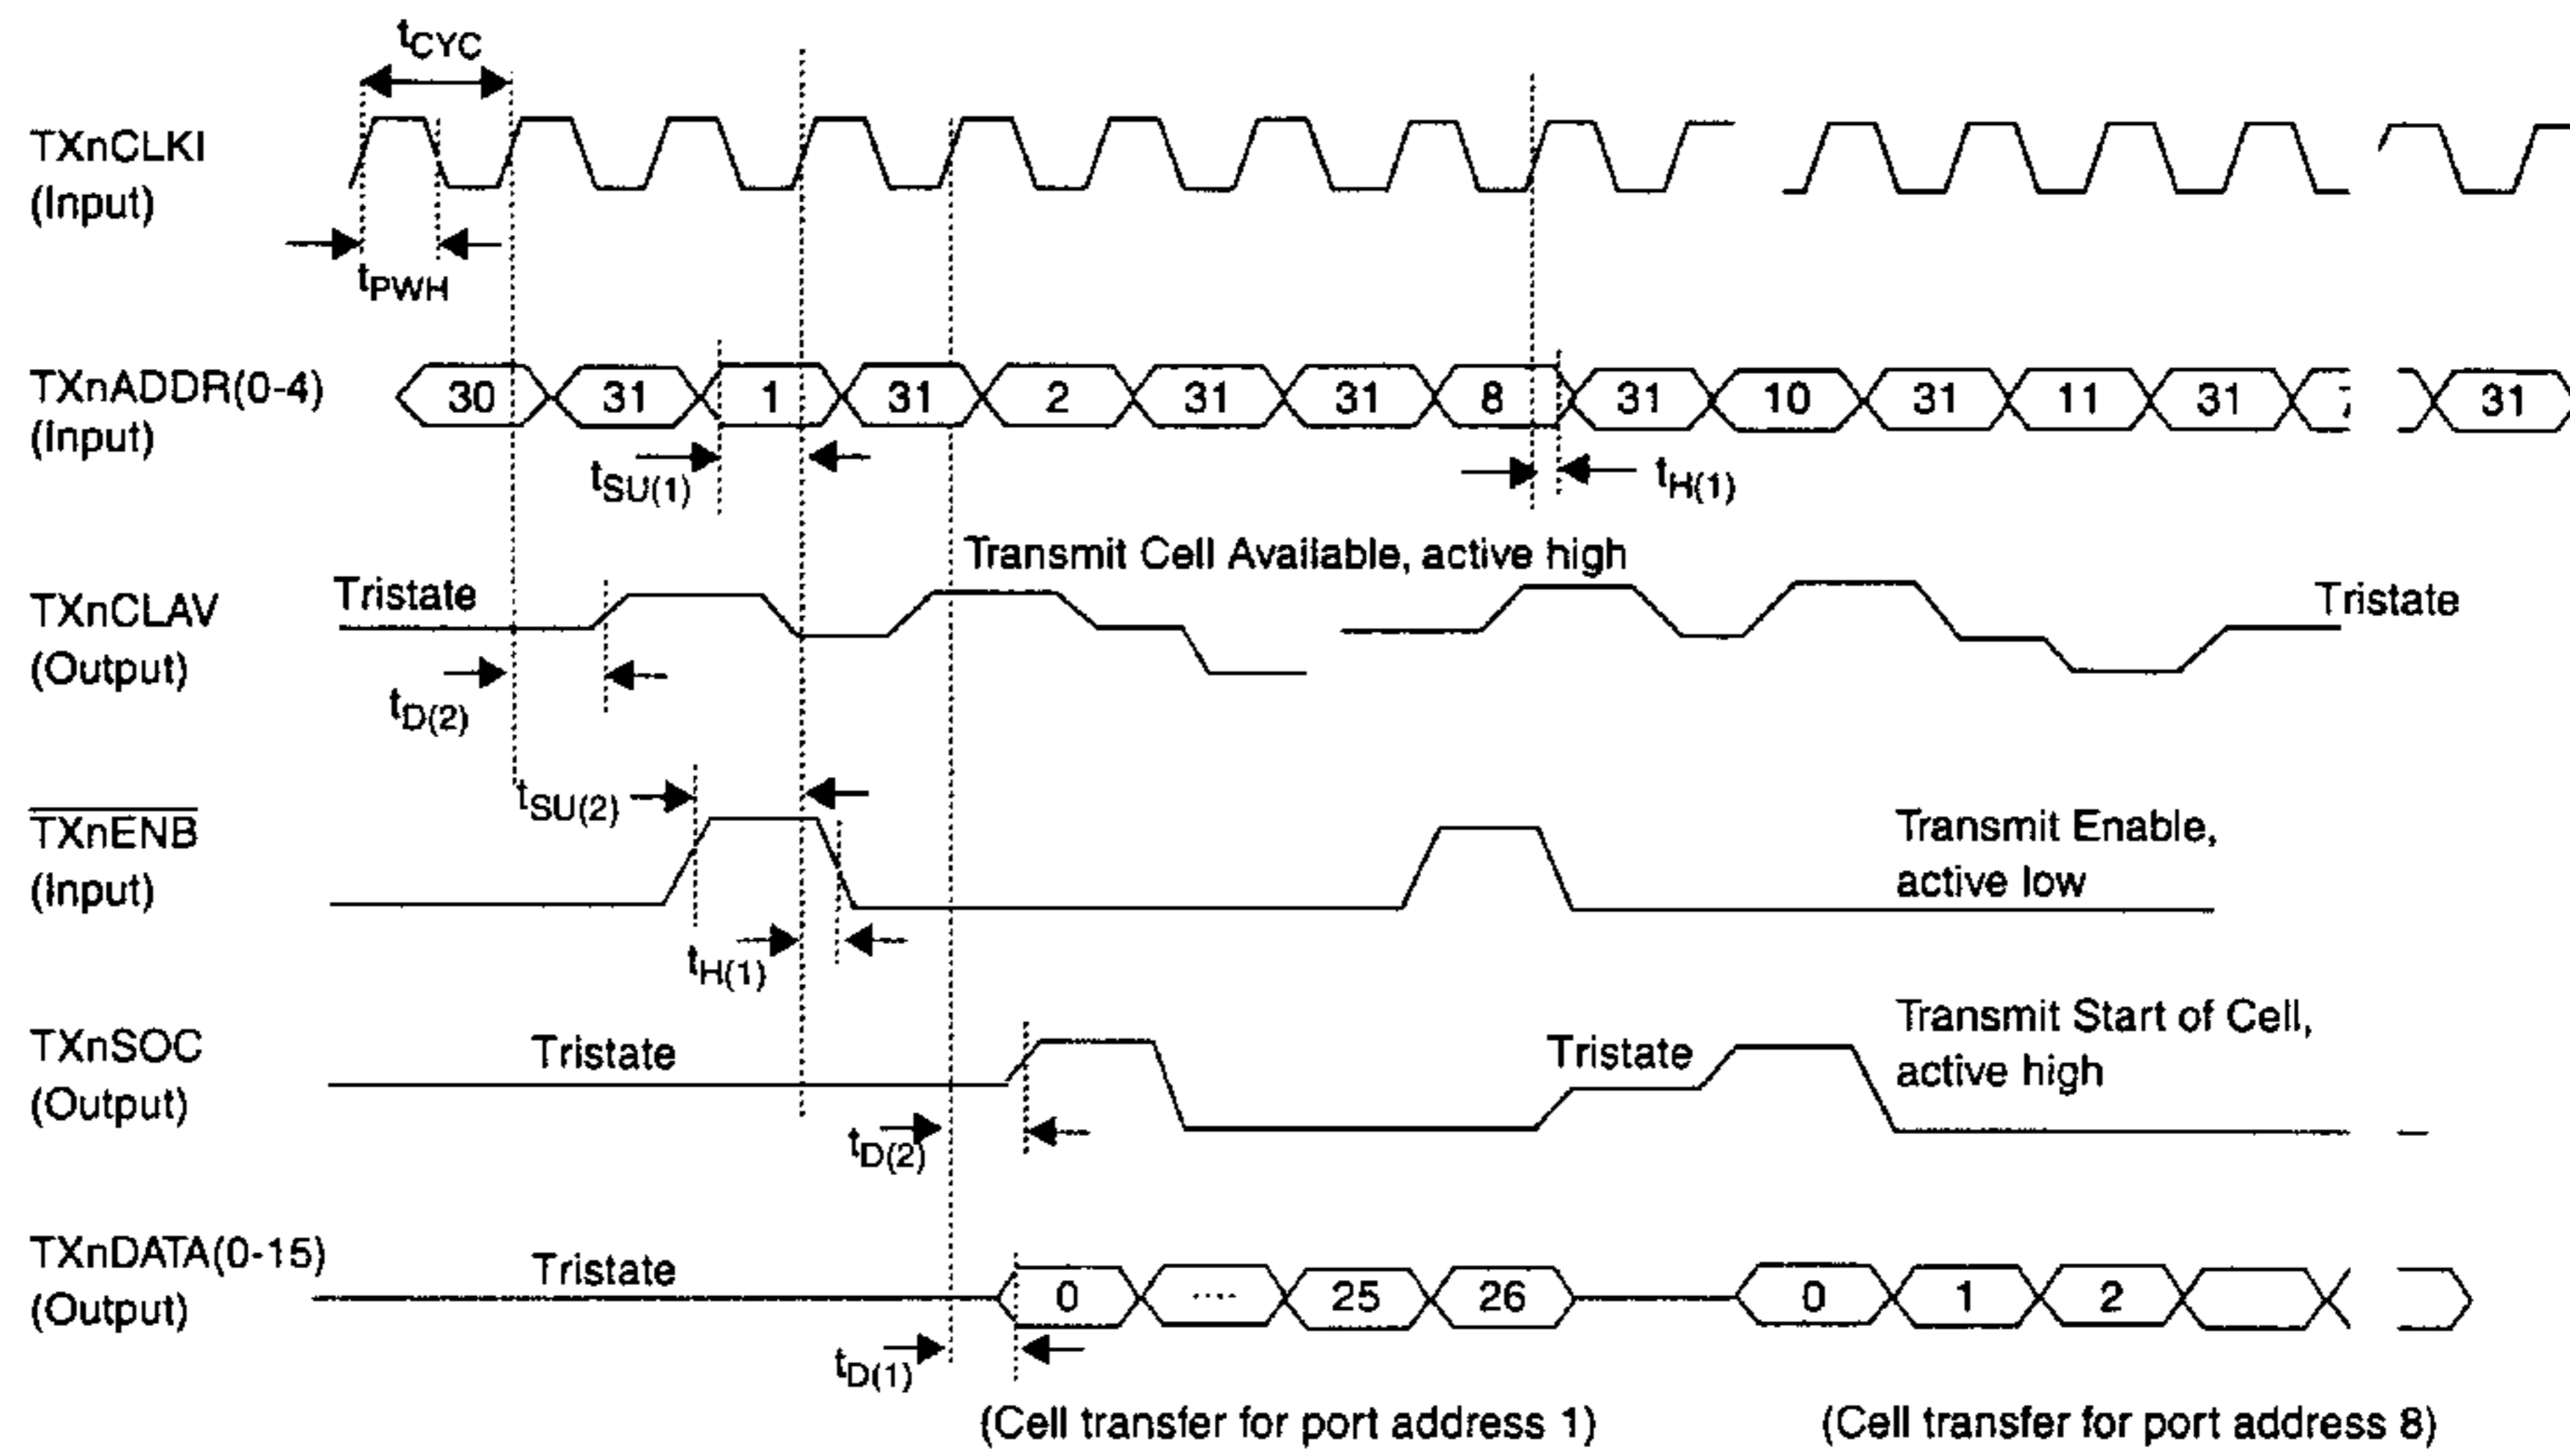 tCYC
TXnCLKI
(Input)
tPWH
TXnADDR(0-4)
(Input)
30 31 1 31 2 31 31 8 31 10 31 11 31 31
tSU(1)
tH(1)
Transmit Cell Available, active high
TXnCLAV
(Output)
Tristate
Tristate
tD(2)
tSU(2)
TXnENB
(Input)
Transmit Enable,
active low
tH(1)
TXnSOC
(Output)
Tristate
Tristate
Transmit Start of Cell,
active high
tD(2)
TXnDATA(0-15)
(Output)
Tristate
0 .... 25 26 0 1 2
tD(1)
(Cell transfer for port address 1)
(Cell transfer for port address 8)